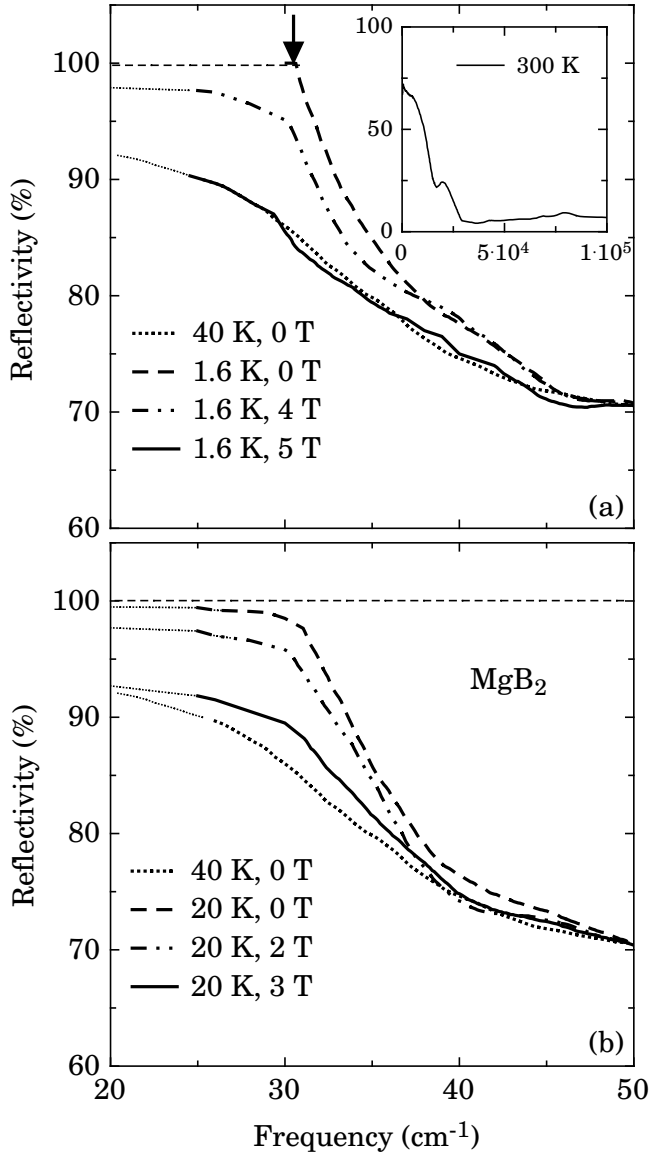 100
75
50
25
0
300 K
0
5·10⁴
1·10⁵
100
90
80
70
60
Reflectivity (%)
40 K, 0 T
1.6 K, 0 T
1.6 K, 4 T
1.6 K, 5 T
(a)
100
90
80
70
60
Reflectivity (%)
MgB₂
40 K, 0 T
20 K, 0 T
20 K, 2 T
20 K, 3 T
(b)
20
30
40
50
Frequency (cm⁻¹)